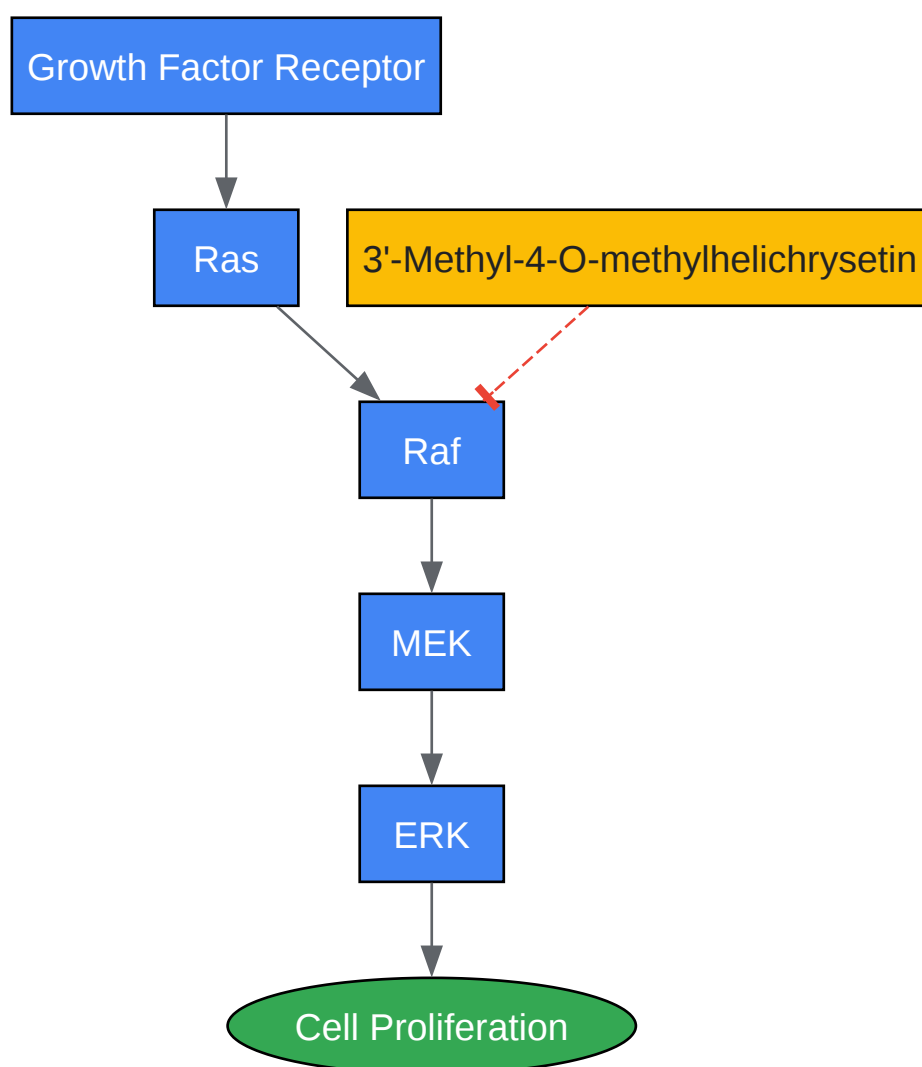 Growth Factor Receptor
Ras
3'-Methyl-4-O-methylhelichrysetin
Raf
MEK
ERK
Cell Proliferation